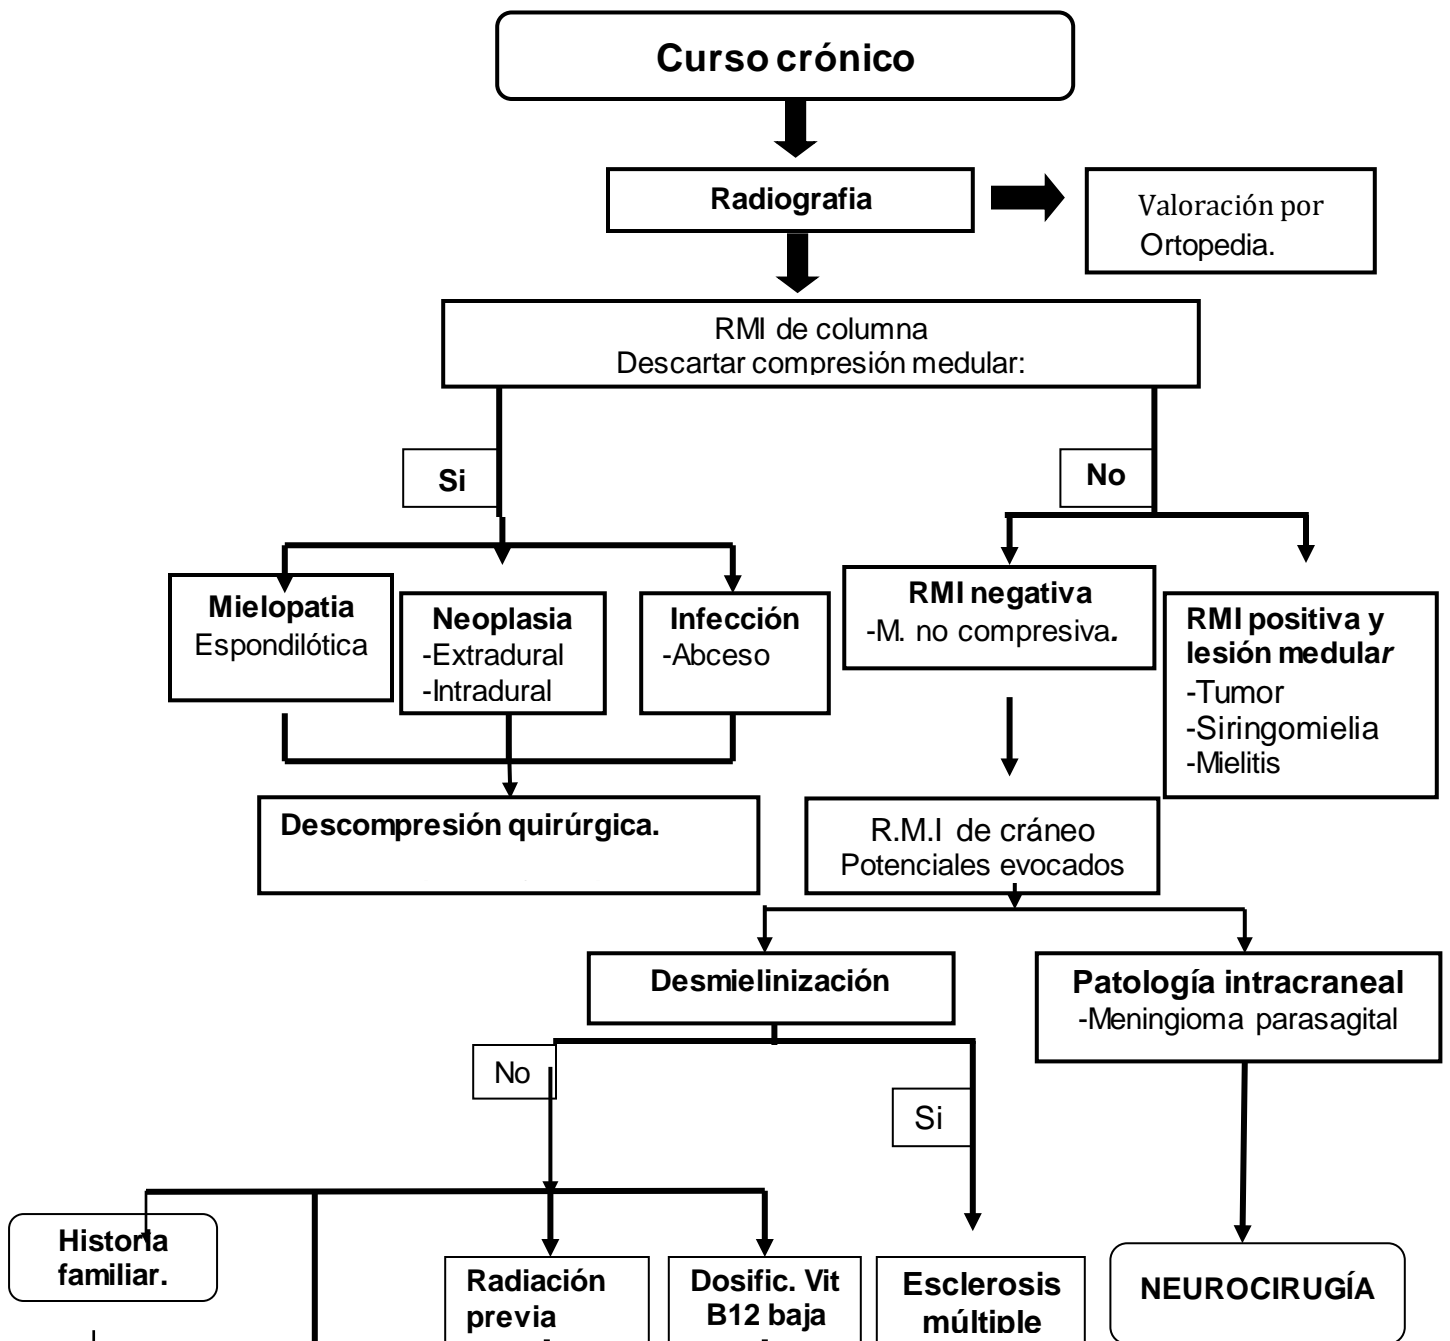 Curso crónico
Radiografia
Valoración por
Ortopedia.
RMI de columna
Descartar compresión medular:
Si
No
Mielopatia
Espondilótica
Neoplasia
-Extradural
-Intradural
Infección
-Abceso
RMI negativa
-M. no compresiva.
RMI positiva y
lesión medular
-Tumor
-Siringomielia
-Mielitis
Descompresión quirúrgica.
R.M.I de cráneo
Potenciales evocados
Desmielinización
Patología intracraneal
-Meningioma parasagital
No
Si
Historia
familiar.
Radiación
previa
Dosific. Vit
B12 baja
Esclerosis
múltiple
NEUROCIRUGÍA